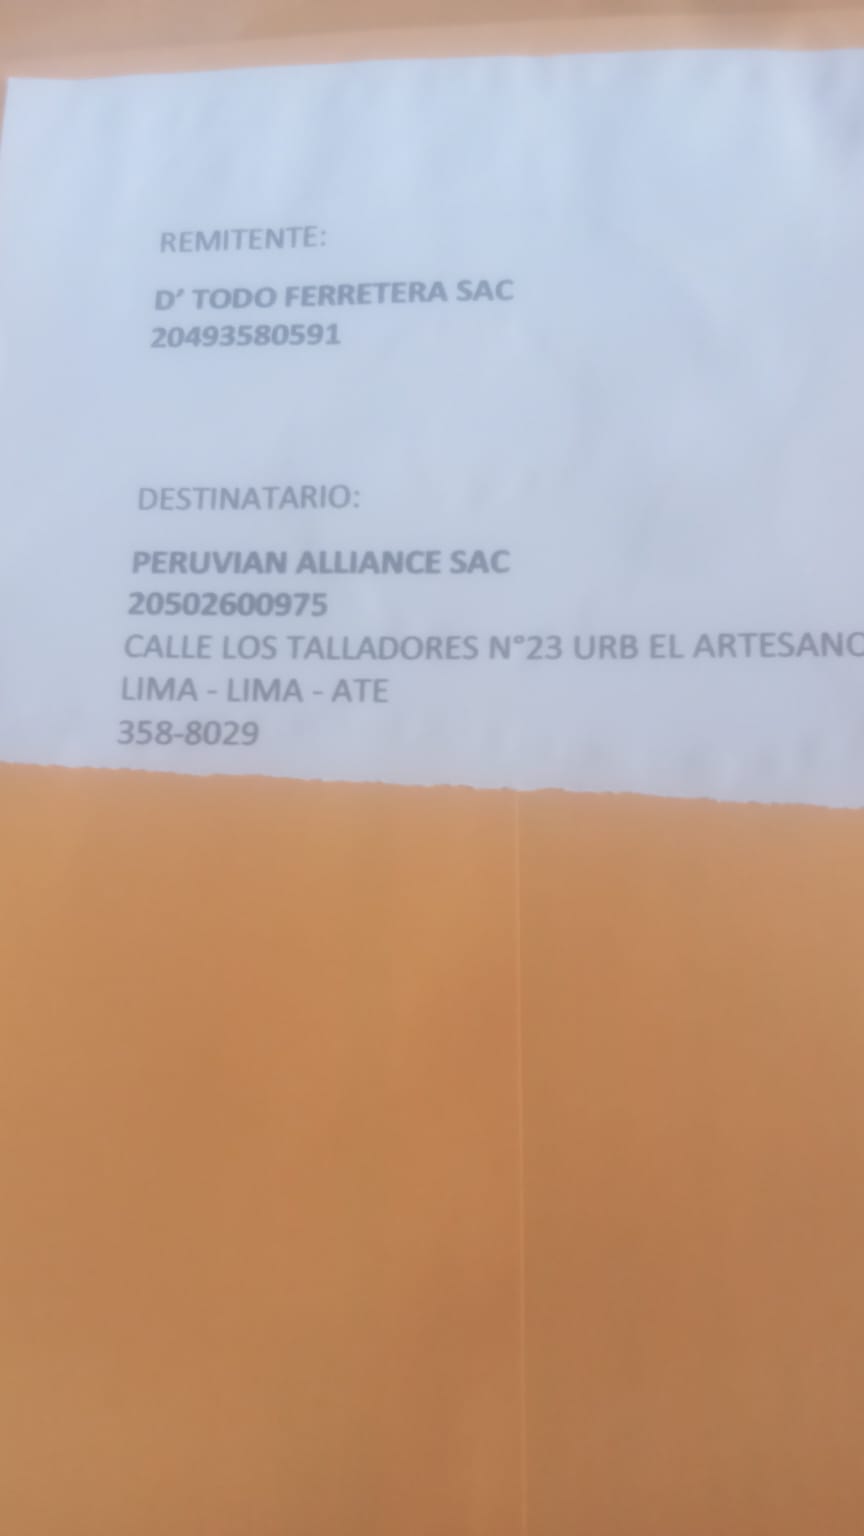 REMITENTE:
D' TODO FERRETERA SAC
20493580591
DESTINATARIO:
PERUVIAN ALLIANCE SAC
20502600975
CALLE LOS TALLADORES N°23 URB EL ARTESANO
LIMA - LIMA - ATE
358-8029